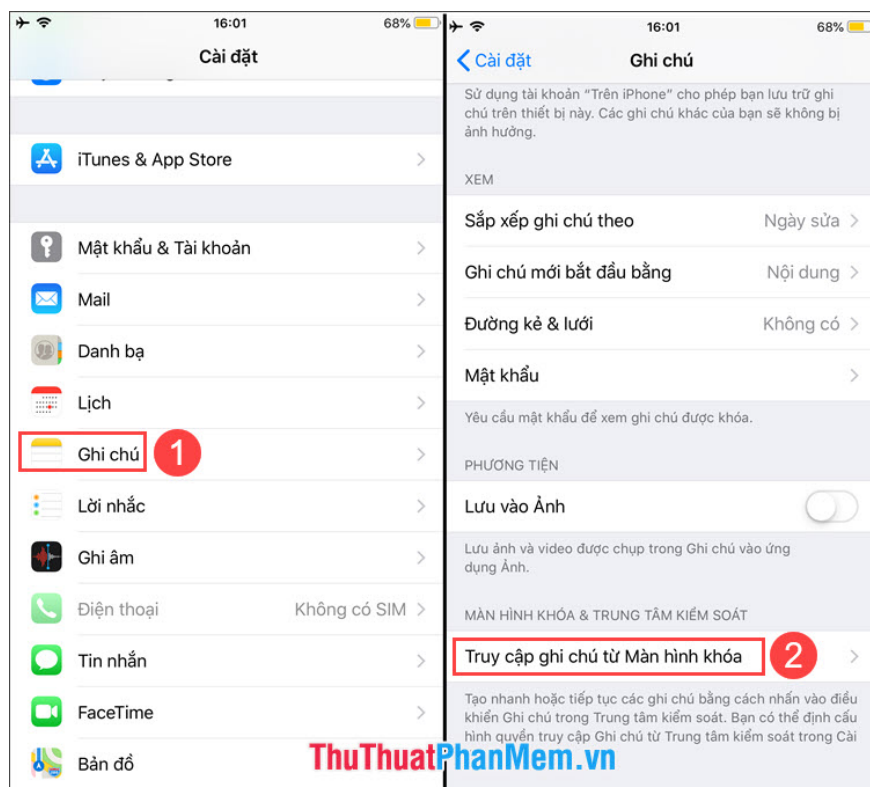 16:01
68%
Cài đặt
iTunes & App Store
Mật khẩu & Tài khoản
Mail
Danh bạ
Lịch
Ghi chú
1
Lời nhắc
Ghi âm
Điện thoại
Không có SIM
Tin nhắn
FaceTime
Bản đồ
16:01
68%
Cài đặt
Ghi chú
Sử dụng tài khoản “Trên iPhone” cho phép bạn lưu trữ ghi
chú trên thiết bị này. Các ghi chú khác của bạn sẽ không bị
ảnh hưởng.
XEM
Sắp xếp ghi chú theo
Ngày sửa
Ghi chú mới bắt đầu bằng
Nội dung
Đường kẻ & lưới
Không có
Mật khẩu
Yêu cầu mật khẩu để xem ghi chú được khóa.
PHƯƠNG TIỆN
Lưu vào Ảnh
Lưu ảnh và video được chụp trong Ghi chú vào ứng
dụng Ảnh.
MÀN HÌNH KHÓA & TRUNG TÂM KIỂM SOÁT
Truy cập ghi chú từ Màn hình khóa
2
Tạo nhanh hoặc tiếp tục các ghi chú bằng cách nhấn vào điều
khiển Ghi chú trong Trung tâm kiểm soát. Bạn có thể định cấu
hình quyền truy cập Ghi chú từ Trung tâm kiểm soát trong Cài
ThuThuatPhanMem.vn